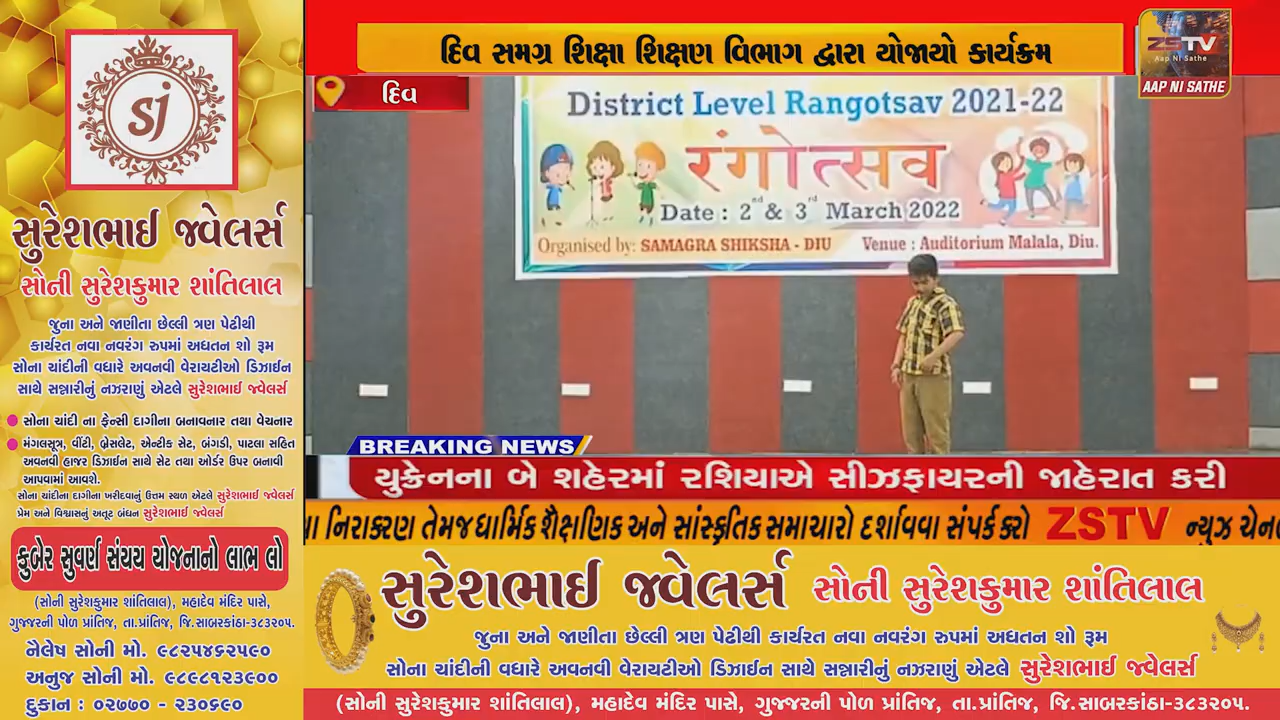 sj
સુરેશભાઈ જ્વેલર્સ
સોની સુરેશકુમાર શાંતિલાલ
જુના અને જાણીતા છેલ્લી ત્રણ પેઢીથી
કાર્યરત નવા નવરંગ રુપમાં અધતન શો રૂમ
સોના ચાંદીની વધારે અવનવી વેરાયટીઓ ડિઝાઈન
સાથે સન્નારીનું નઝરાણું એટલે સુરેશભાઈ જ્વેલર્સ
સોના ચાંદી ના ફેન્સી દાગીના બનાવનાર તથા વેચનાર
મંગલસૂત્ર, વીંટી, બ્રેસલેટ, એન્ટીક સેટ, બંગડી, પાટલા સહિત
અવનવી હાજર ડિઝાઈન સાથે સેટ તથા ઓર્ડર ઉપર બનાવી
આપવામાં આવશે.
સોના ચાંદીના દાગીના ખરીદવાનું ઉત્તમ સ્થળ એટલે સુરેશભાઈ જ્વેલર્સ
પ્રેમ અને વિશ્વાસનું અતૂટ બંધન સુરેશભાઈ જ્વેલર્સ
કુબેર સુવર્ણ સંચય યોજનાનો લાભ લો
(સોની સુરેશકુમાર શાંતિલાલ), મહાદેવ મંદિર પાસે,
ગુજ્જરની પોળ પ્રાંતિજ, તા.પ્રાંતિજ, જિ.સાબરકાંઠા-૩૮૩૨૦૫.
નૈલેષ સોની મો. ૯૮૨૫૪૬૨૫૯૦
અનુજ સોની મો. ૯૮૯૮૧૨૩૯૦૦
દુકાન : ૦૨૭૭૦ - ૨૩૦૬૯૦
દિવ સમગ્ર શિક્ષા શિક્ષણ વિભાગ દ્વારા યોજાયો કાર્યક્રમ
ZSTV
Aap Ni Sathe
AAP NI SATHE
દિવ
District Level Rangotsav 2021-22
रंगोत्सव
Date : 2nd & 3rd March 2022
Organised by: SAMAGRA SHIKSHA - DIU Venue : Auditorium Malala, Diu.
BREAKING NEWS
યુક્રેનના બે શહેરમાં રશિયાએ સીઝફાયરની જાહેરાત કરી
નિરાકરણ તેમજ ધાર્મિક શૈક્ષણિક અને સાંસ્કૃતિક સમાચારો દર્શાવવા સંપર્ક કરો ZSTV ન્યુઝ
સુરેશભાઈ જ્વેલર્સ સોની સુરેશકુમાર શાંતિલાલ
જુના અને જાણીતા છેલ્લી ત્રણ પેઢીથી કાર્યરત નવા નવરંગ રુપમાં અધતન શો રૂમ
સોના ચાંદીની વધારે અવનવી વેરાયટીઓ ડિઝાઈન સાથે સન્નારીનું નઝરાણું એટલે સુરેશભાઈ જ્વેલર્સ
(સોની સુરેશકુમાર શાંતિલાલ), મહાદેવ મંદિર પાસે, ગુજ્જરની પોળ પ્રાંતિજ, તા.પ્રાંતિજ, જિ.સાબરકાંઠા-૩૮૩૨૦૫.